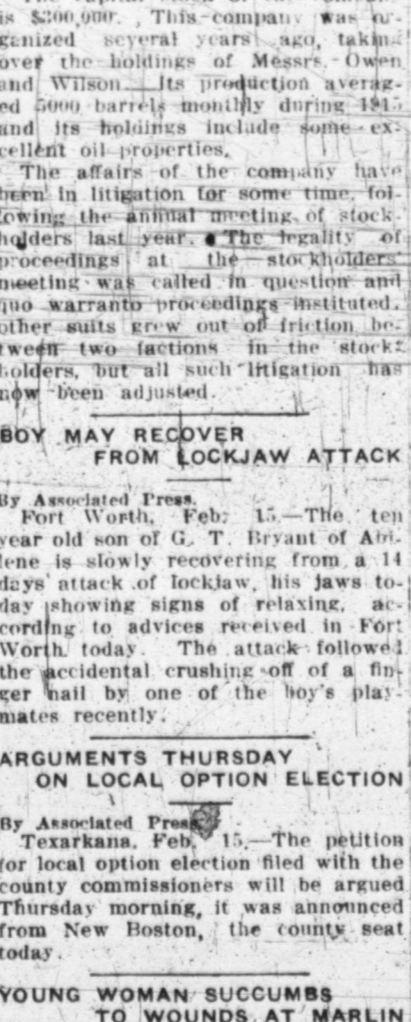 is $300,000. This company was or-
ganized several years ago, taking
over the holdings of Messrs. Owen
and Wilson. Its production averag-
ed 5000 barrels monthly during 1915
and its holdings include some ex-
cellent oil properties.
The affairs of the company have
been in litigation for some time, fol-
lowing the annual meeting of stock-
holders last year. The legality of
proceedings at the stockholders'
meeting was called in question and
quo warranto proceedings instituted.
other suits grew out of friction be-
tween two factions in the stock-
holders, but all such litigation has
now been adjusted.
BOY MAY RECOVER
FROM LOCKJAW ATTACK
By Associated Press.
Fort Worth, Feb. 15.—The ten
year old son of G. T. Bryant of Abi-
lene is slowly recovering from a 14
days' attack of lockjaw, his jaws to-
day showing signs of relaxing, ac-
cording to advices received in Fort
Worth today. The attack followed
the accidental crushing off of a fin-
ger nail by one of the boy's play-
mates recently.
ARGUMENTS THURSDAY
ON LOCAL OPTION ELECTION
By Associated Press.
Texarkana, Feb. 15.—The petition
for local option election filed with the
county commissioners will be argued
Thursday morning, it was announced
from New Boston, the county seat
today.
YOUNG WOMAN SUCCUMBS
TO WOUNDS AT MARLIN